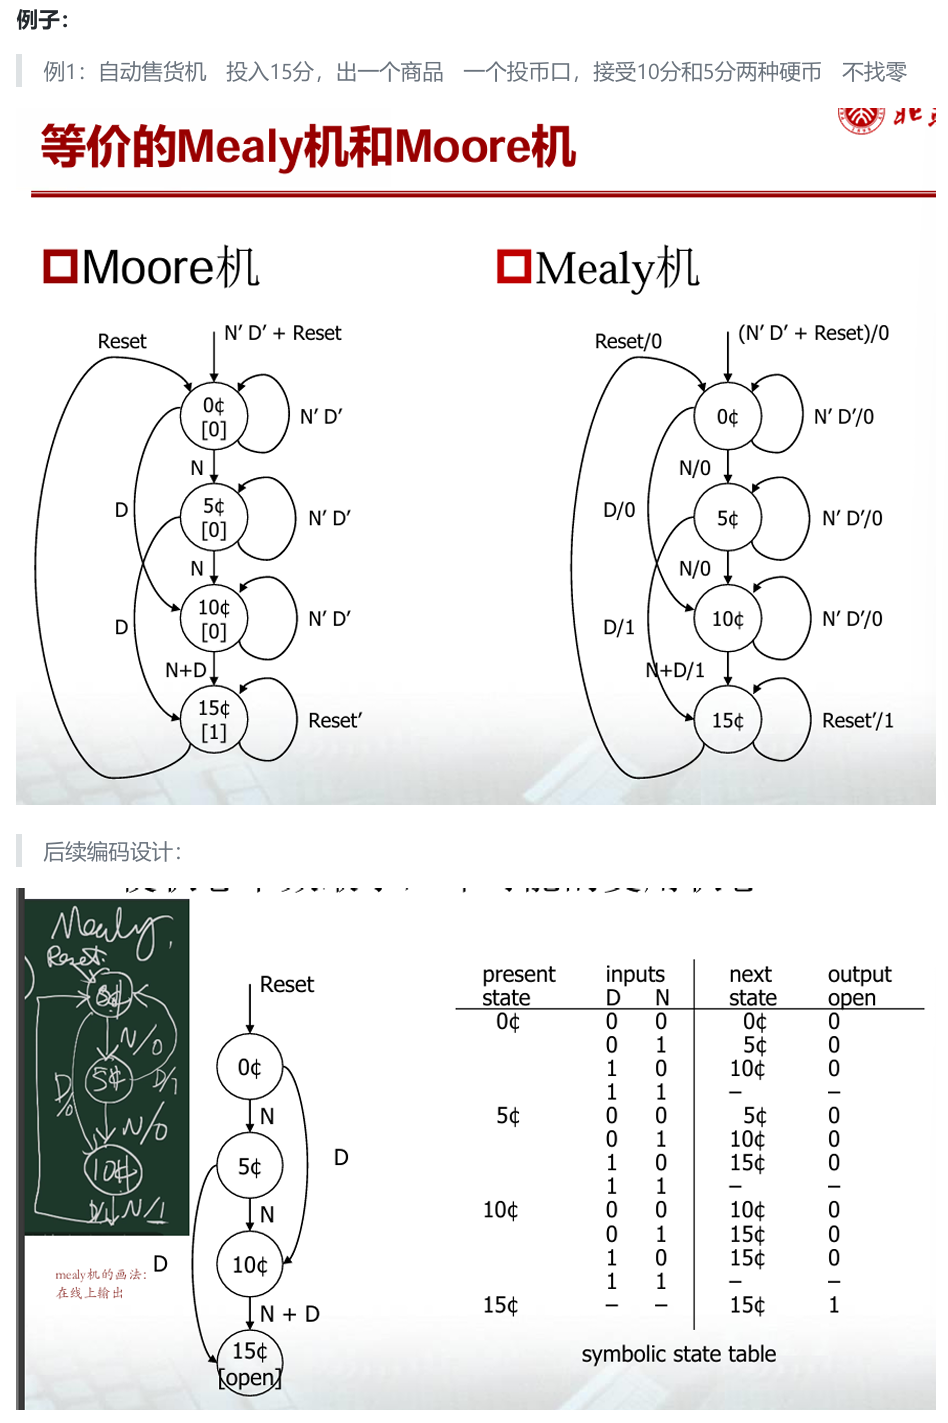 例子：
例1：自动售货机　投入15分，出一个商品　一个投币口，接受10分和5分两种硬币　不找零
等价的Mealy机和Moore机
Moore机
Reset
N′ D′ + Reset
0¢
[0]
N′ D′
N
D
5¢
[0]
N′ D′
N
D
10¢
[0]
N′ D′
N+D
15¢
[1]
Reset′
Mealy机
Reset/0
(N′ D′ + Reset)/0
0¢
N′ D′/0
N/0
D/0
5¢
N′ D′/0
N/0
D/1
10¢
N′ D′/0
N+D/1
15¢
Reset′/1
后续编码设计：
Mealy.
Reset
0¢
N/0
5¢
D/0
D/1
N/0
10¢
D/1 N/1
mealy机的画法：
在线上输出
Reset
0¢
N
D
5¢
N
D
10¢
N + D
15¢
[open]
present inputs next output
state D N state open
0¢ 0 0 0¢ 0
0 1 5¢ 0
1 0 10¢ 0
1 1 – –
5¢ 0 0 5¢ 0
0 1 10¢ 0
1 0 15¢ 0
1 1 – –
10¢ 0 0 10¢ 0
0 1 15¢ 0
1 0 15¢ 0
1 1 – –
15¢ – – 15¢ 1
symbolic state table